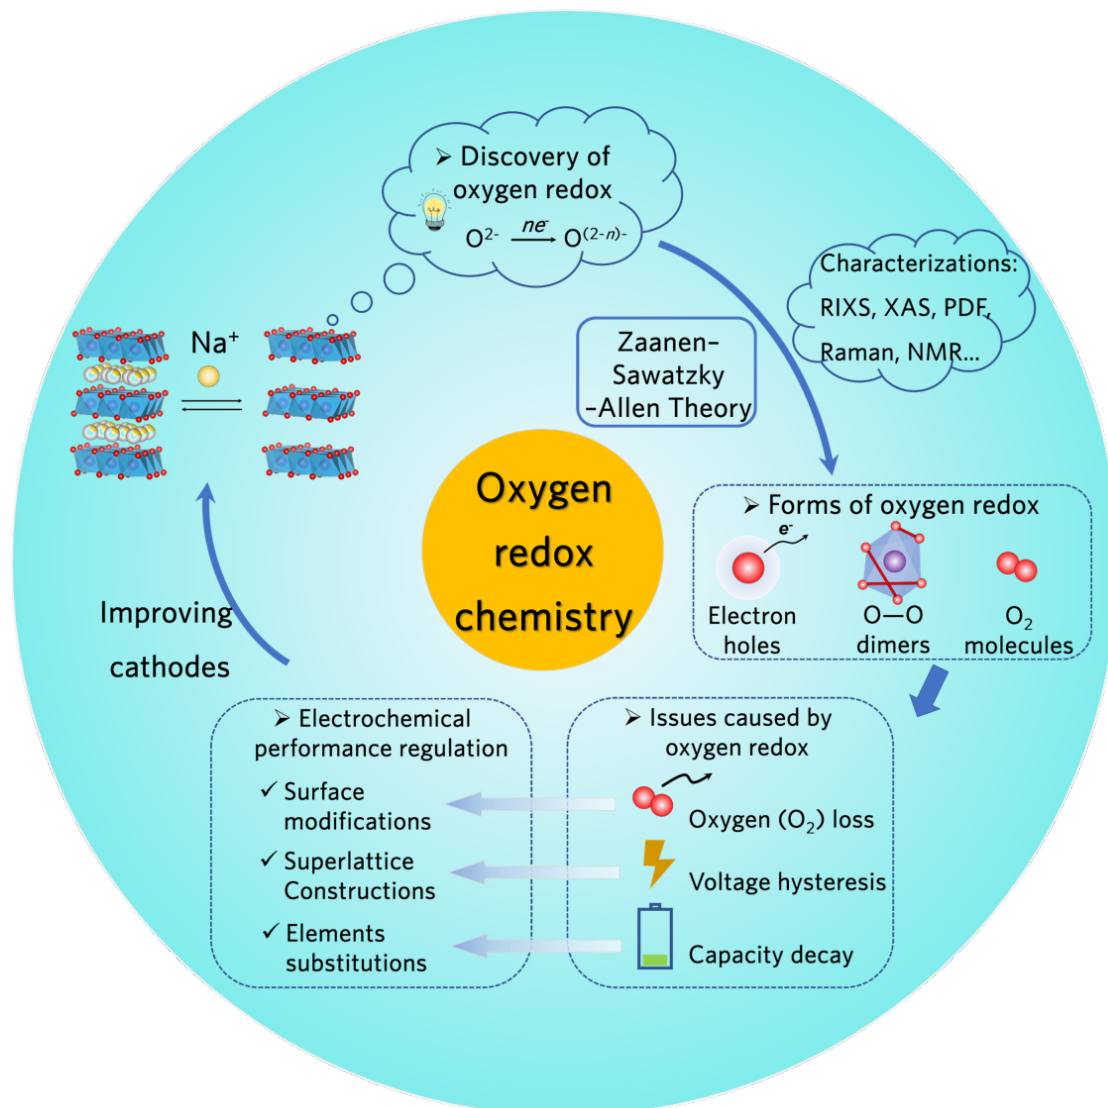 ➢ Discovery of
oxygen redox
O²⁻ ne⁻ → O⁽²⁻ⁿ⁾⁻
Characterizations:
RIXS, XAS, PDF,
Raman, NMR...
Na⁺
Zaanen–
Sawatzky
–Allen Theory
Oxygen
redox
chemistry
➢ Forms of oxygen redox
e⁻
Electron
holes
O—O
dimers
O₂
molecules
Improving
cathodes
➢ Issues caused by
oxygen redox
Oxygen (O₂) loss
Voltage hysteresis
Capacity decay
➢ Electrochemical
performance regulation
✓ Surface
modifications
✓ Superlattice
Constructions
✓ Elements
substitutions